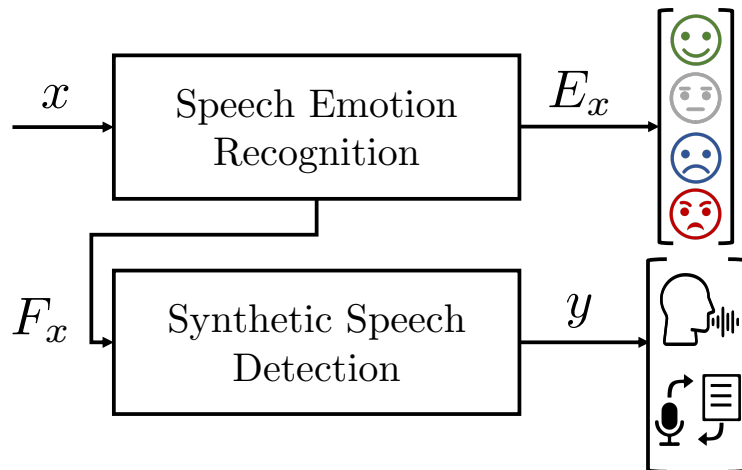 x
Speech Emotion
Recognition
E_x
F_x
Synthetic Speech
Detection
y